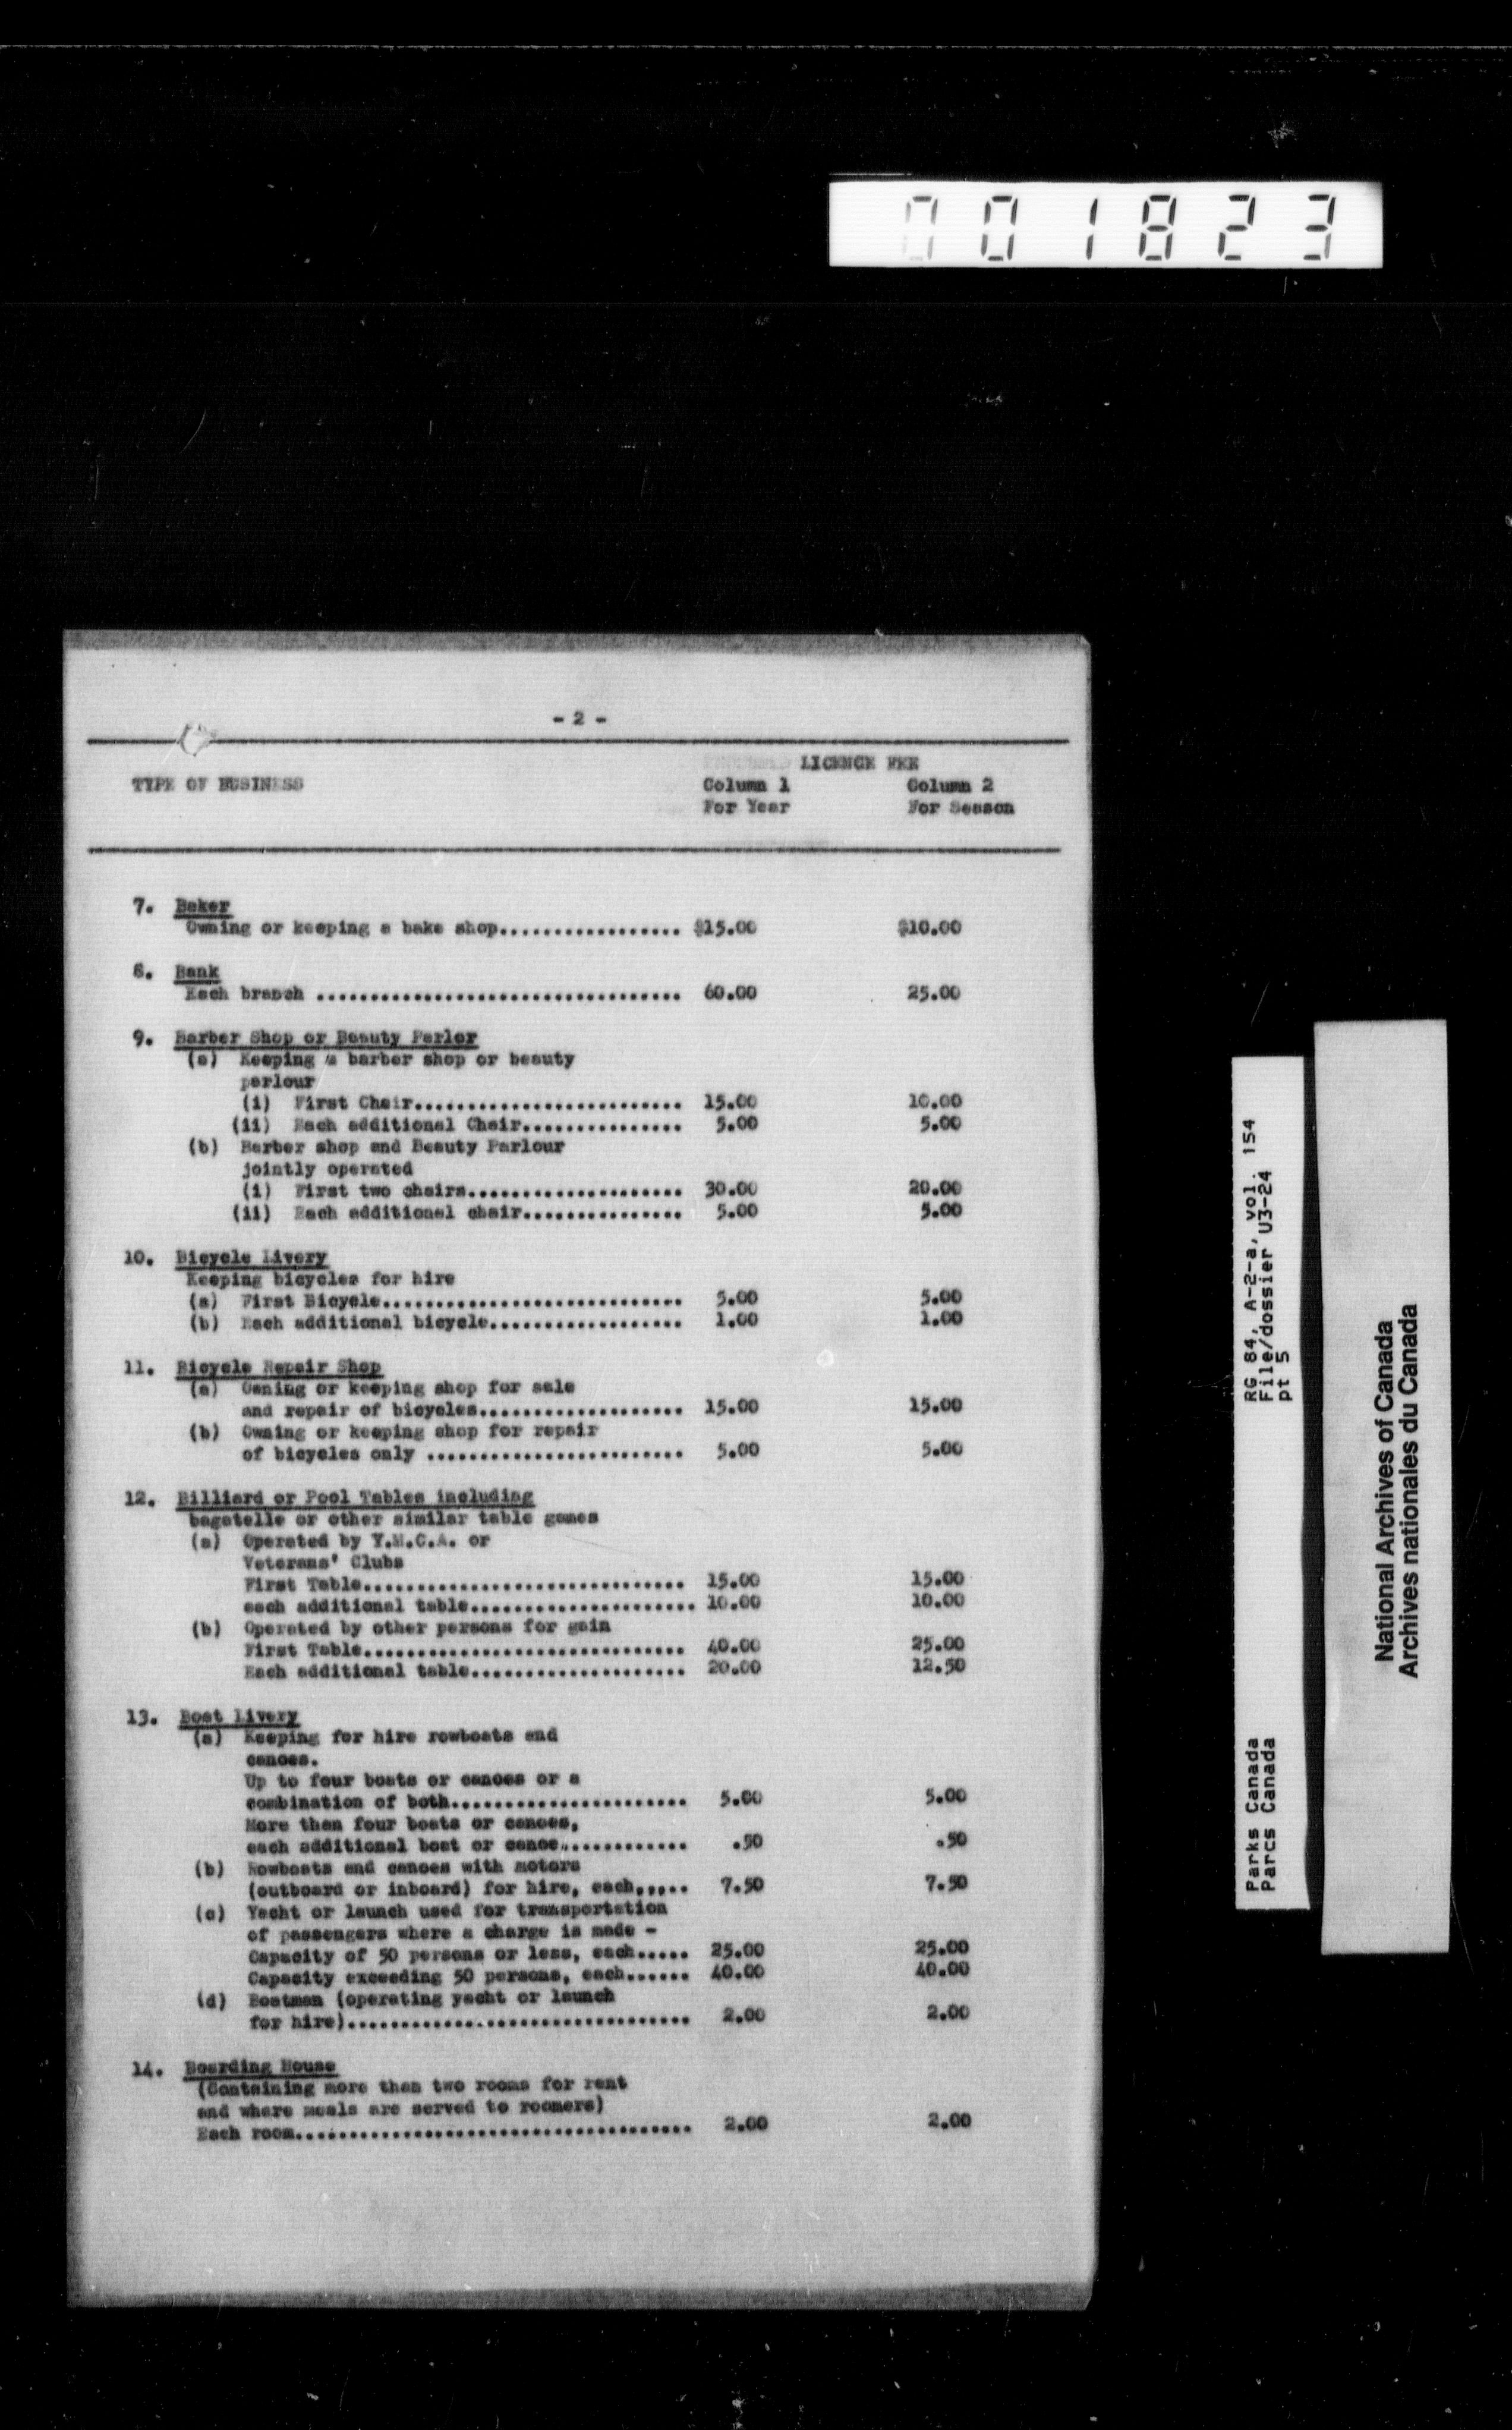 001823
- 2 -
LICENCE FEE
TYPE OF BUSINESS Column 1 Column 2
For Year For Season
7. Baker
Owning or keeping a bake shop................. $15.00 $10.00
8. Bank
Each branch .................................. 60.00 25.00
9. Barber Shop or Beauty Parlor
(a) Keeping a barber shop or beauty
parlour
(i) First Chair......................... 15.00 10.00
(ii) Each additional Chair............... 5.00 5.00
(b) Barber shop and Beauty Parlour
jointly operated
(i) First two chairs.................... 30.00 20.00
(ii) Each additional chair............... 5.00 5.00
10. Bicycle Livery
Keeping bicycles for hire
(a) First Bicycle............................ 5.00 5.00
(b) Each additional bicycle.................. 1.00 1.00
11. Bicycle Repair Shop
(a) Owning or keeping shop for sale
and repair of bicycles................... 15.00 15.00
(b) Owning or keeping shop for repair
of bicycles only ........................ 5.00 5.00
12. Billiard or Pool Tables including
bagatelle or other similar table games
(a) Operated by Y.M.C.A. or
Veterans' Clubs
First Table.............................. 15.00 15.00
each additional table..................... 10.00 10.00
(b) Operated by other persons for gain
First Table.............................. 40.00 25.00
Each additional table.................... 20.00 12.50
13. Boat Livery
(a) Keeping for hire rowboats and
canoes.
Up to four boats or canoes or a
combination of both...................... 5.00 5.00
More than four boats or canoes,
each additional boat or canoe............ .50 .50
(b) Rowboats and canoes with motors
(outboard or inboard) for hire, each..... 7.50 7.50
(c) Yacht or launch used for transportation
of passengers where a charge is made -
Capacity of 50 persons or less, each..... 25.00 25.00
Capacity exceeding 50 persons, each...... 40.00 40.00
(d) Boatman (operating yacht or launch
for hire)................................ 2.00 2.00
14. Boarding House
(Containing more than two rooms for rent
and where meals are served to roomers)
Each room..................................... 2.00 2.00
RG 84, A-2-a, vol. 154
File/dossier U3-24
pt 5
Parks Canada
Parcs Canada
National Archives of Canada
Archives nationales du Canada